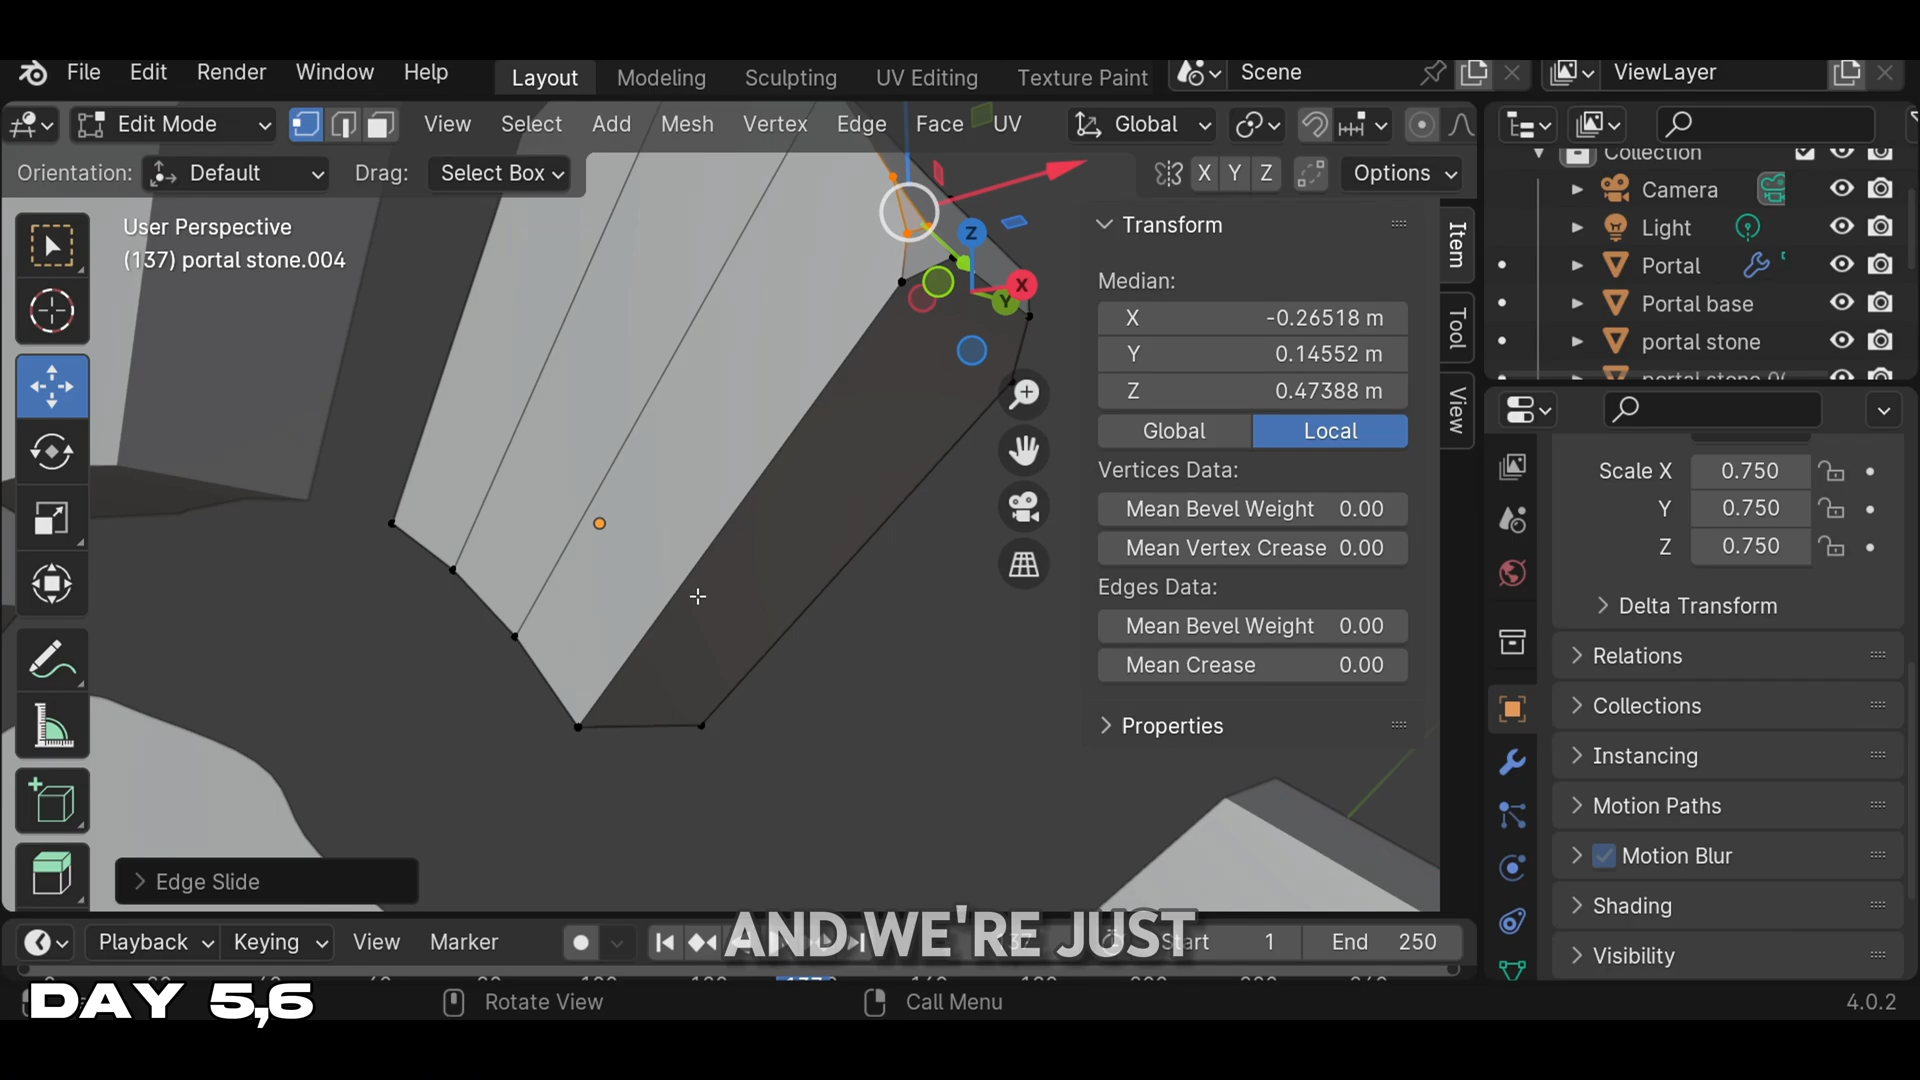 File Edit Render Window Help Layout Modeling Sculpting UV Editing Texture Paint Scene ViewLayer
Edit Mode View Select Add Mesh Vertex Edge Face UV Global
Orientation: Default Drag: Select Box X Y Z Options
User Perspective
(137) portal stone.004
Z
X
Y
Transform
Median:
X -0.26518 m
Y 0.14552 m
Z 0.47388 m
Global Local
Vertices Data:
Mean Bevel Weight 0.00
Mean Vertex Crease 0.00
Edges Data:
Mean Bevel Weight 0.00
Mean Crease 0.00
Properties
Item
Tool
View
Collection
Camera
Light
Portal
Portal base
portal stone
Scale X 0.750
Y 0.750
Z 0.750
Delta Transform
Relations
Collections
Instancing
Motion Paths
Motion Blur
Shading
Visibility
Edge Slide
AND WE'RE JUST
Playback Keying View Marker Start 1 End 250
DAY 5,6
Rotate View Call Menu 4.0.2